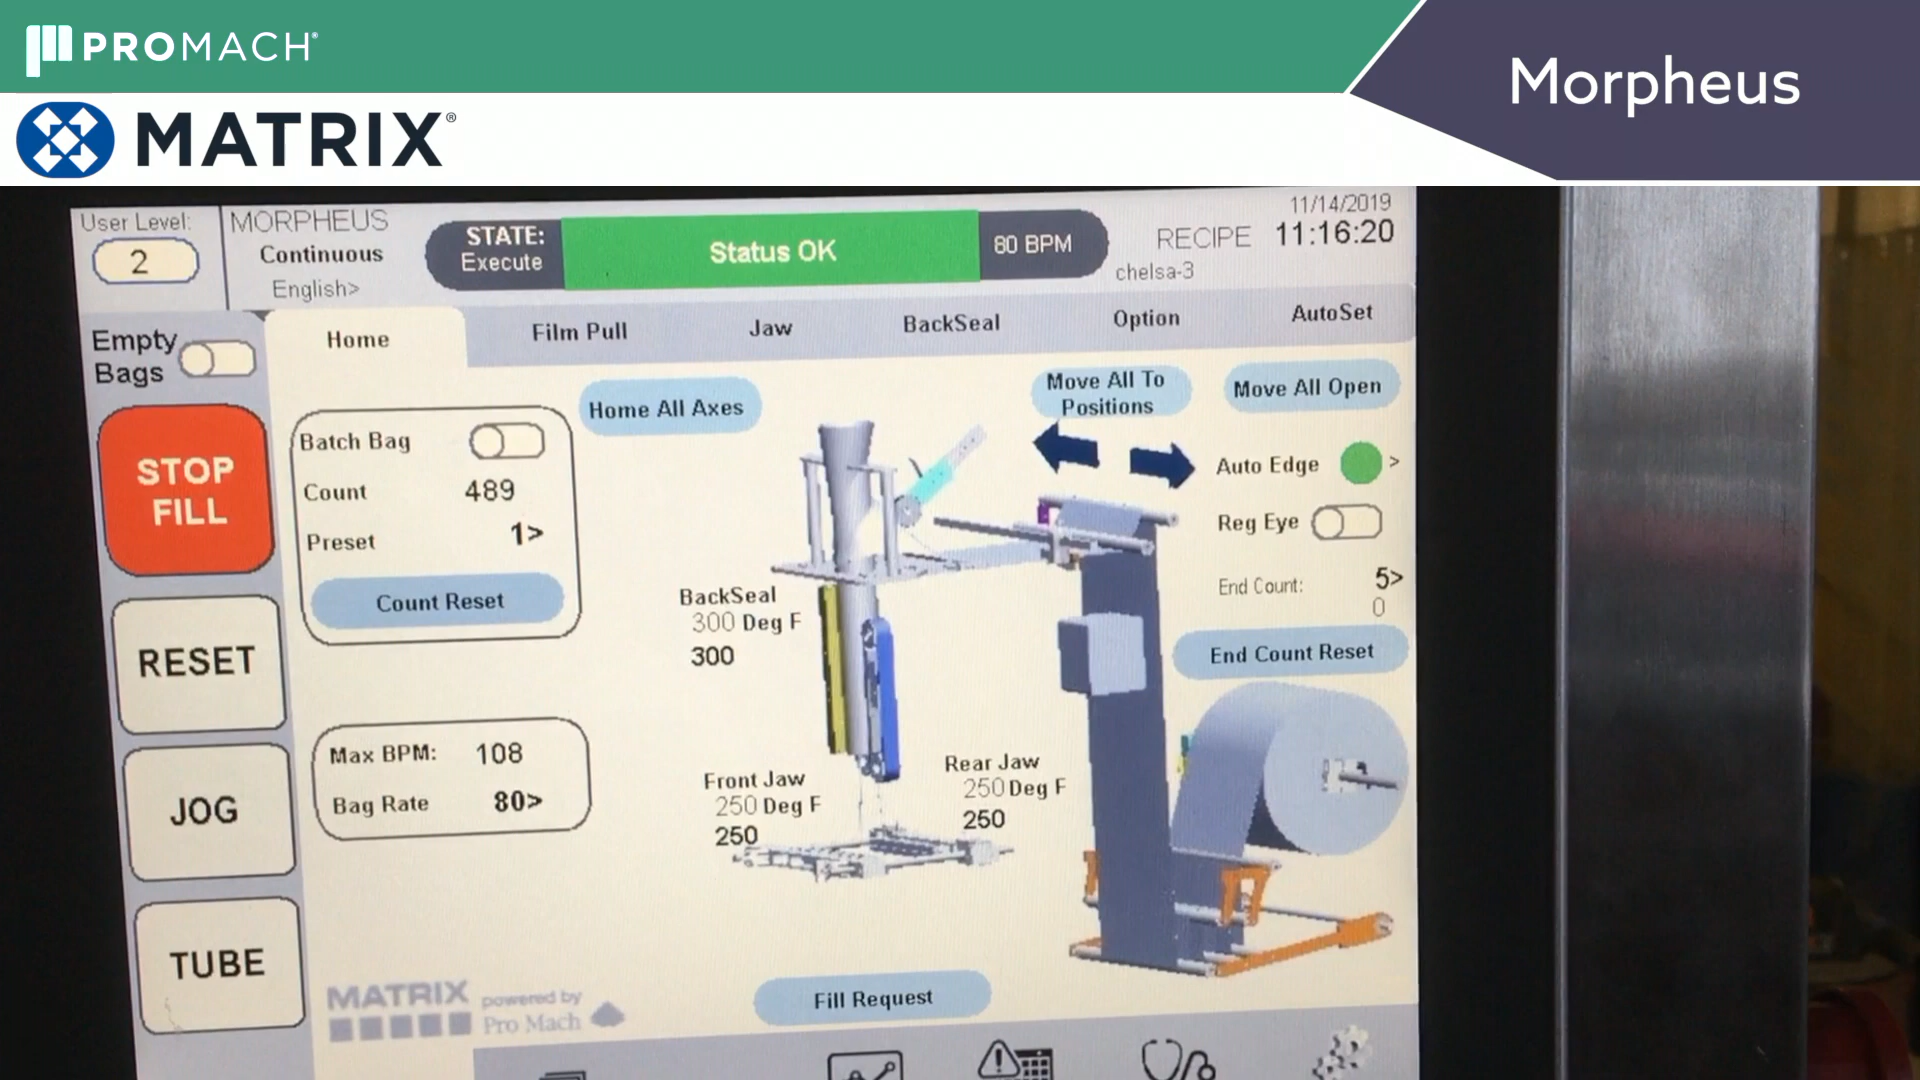 PROMACH®
MATRIX®
Morpheus
User Level:
2
MORPHEUS
Continuous
English>
STATE:
Execute
Status OK
80 BPM
RECIPE
chelsa-3
11/14/2019
11:16:20
Empty
Bags
Home
Film Pull
Jaw
BackSeal
Option
AutoSet
STOP
FILL
RESET
JOG
TUBE
Batch Bag
Count 489
Preset 1>
Count Reset
Max BPM: 108
Bag Rate 80>
Home All Axes
Move All To
Positions
Move All Open
Auto Edge >
Reg Eye
End Count: 5>
0
End Count Reset
BackSeal
300 Deg F
300
Front Jaw
250 Deg F
250
Rear Jaw
250 Deg F
250
MATRIX
powered by
Pro Mach
Fill Request